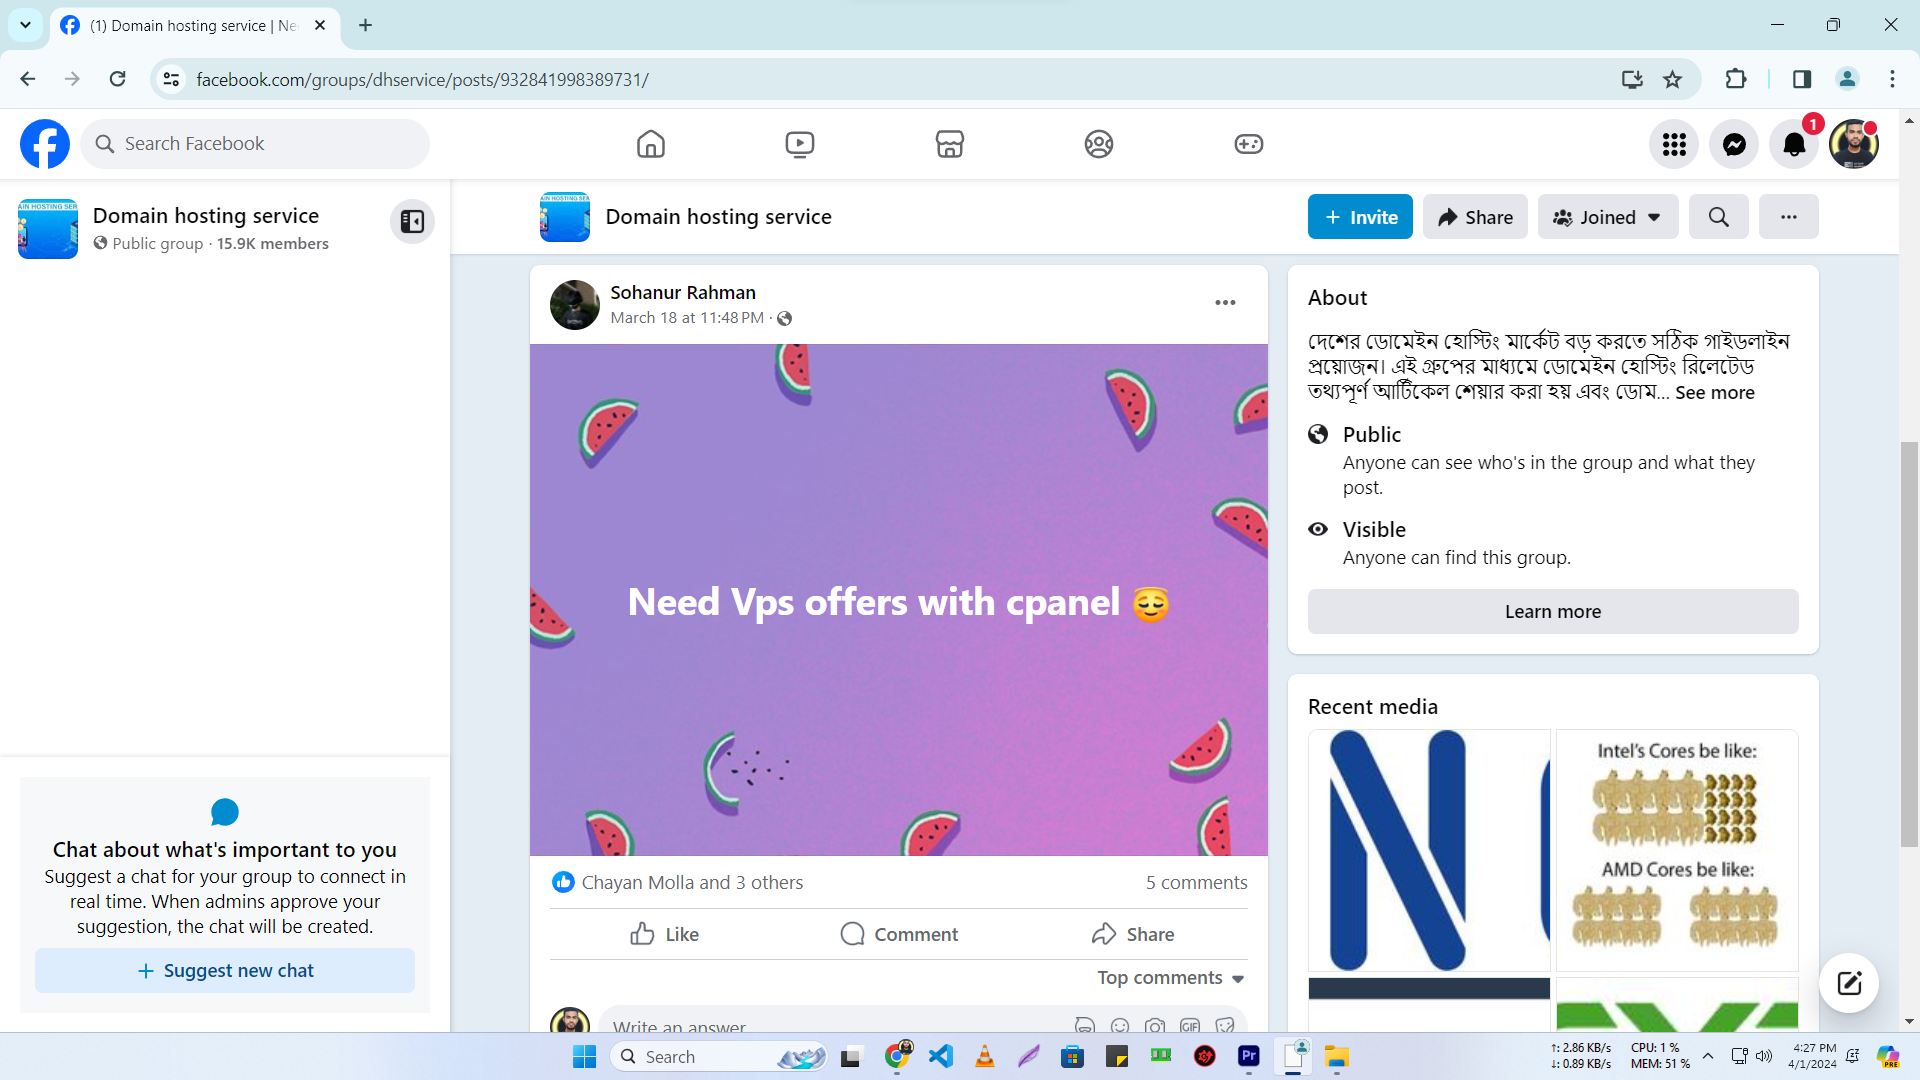 (1) Domain hosting service | Ne
facebook.com/groups/dhservice/posts/932841998389731/
Search Facebook
1
Domain hosting service
Public group · 15.9K members
Domain hosting service
Invite
Share
Joined
Sohanur Rahman
March 18 at 11:48 PM ·
Need Vps offers with cpanel 😇
Chayan Molla and 3 others
5 comments
Like
Comment
Share
Top comments
Write an answer
GIF
About
দেশের ডোমেইন হোস্টিং মার্কেট বড় করতে সঠিক গাইডলাইন
প্রয়োজন। এই গ্রুপের মাধ্যমে ডোমেইন হোস্টিং রিলেটেড
তথ্যপূর্ণ আর্টিকেল শেয়ার করা হয় এবং ডোম... See more
Public
Anyone can see who's in the group and what they
post.
Visible
Anyone can find this group.
Learn more
Recent media
Intel's Cores be like:
AMD Cores be like:
Chat about what's important to you
Suggest a chat for your group to connect in
real time. When admins approve your
suggestion, the chat will be created.
+ Suggest new chat
Search
Pr
↑: 2.86 KB/s
↓: 0.89 KB/s
CPU: 1 %
MEM: 51 %
4:27 PM
4/1/2024
PRE